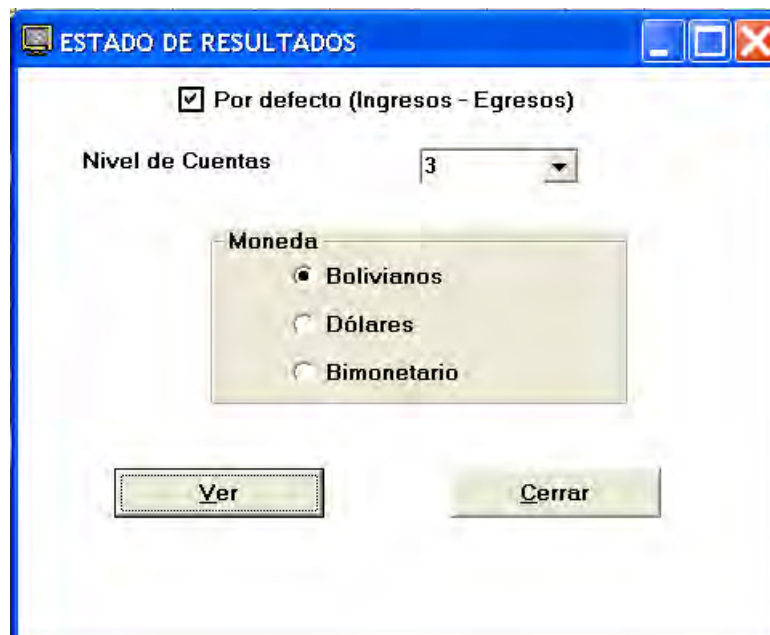 ESTADO DE RESULTADOS
Por defecto (Ingresos - Egresos)
Nivel de Cuentas 3
Moneda
Bolivianos
Dólares
Bimonetario
Ver Cerrar